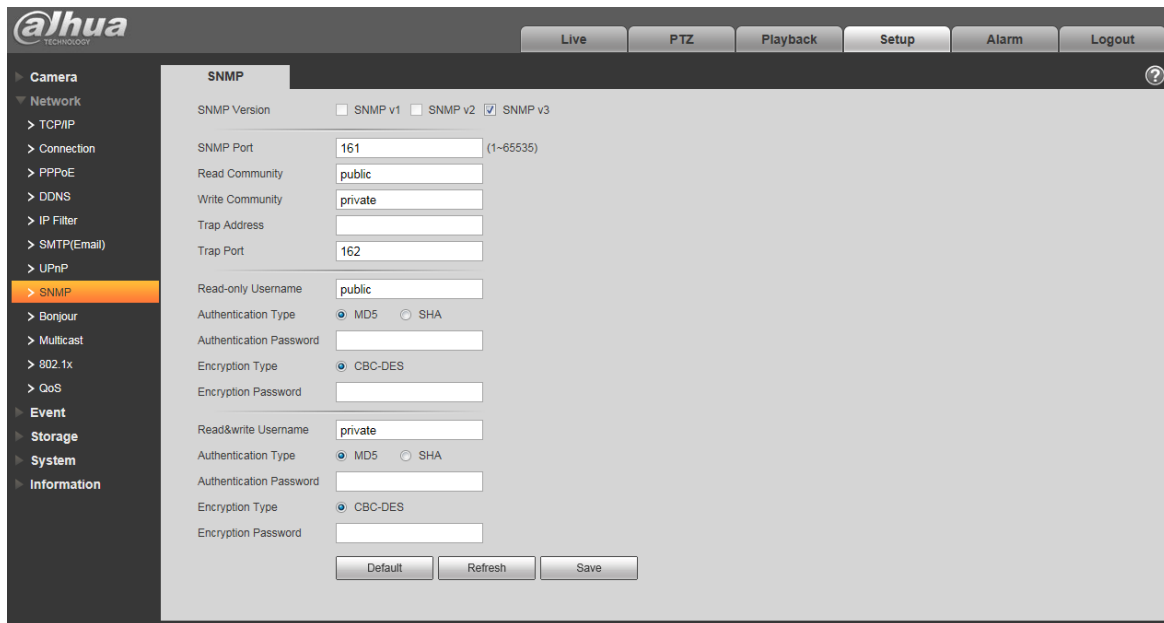 alhua
TECHNOLOGY
Live PTZ Playback Setup Alarm Logout
Camera
Network
> TCP/IP
> Connection
> PPPoE
> DDNS
> IP Filter
> SMTP(Email)
> UPnP
> SNMP
> Bonjour
> Multicast
> 802.1x
> QoS
Event
Storage
System
Information
SNMP
?
SNMP Version SNMP v1 SNMP v2 SNMP v3
SNMP Port 161 (1~65535)
Read Community public
Write Community private
Trap Address
Trap Port 162
Read-only Username public
Authentication Type MD5 SHA
Authentication Password
Encryption Type CBC-DES
Encryption Password
Read&write Username private
Authentication Type MD5 SHA
Authentication Password
Encryption Type CBC-DES
Encryption Password
Default Refresh Save